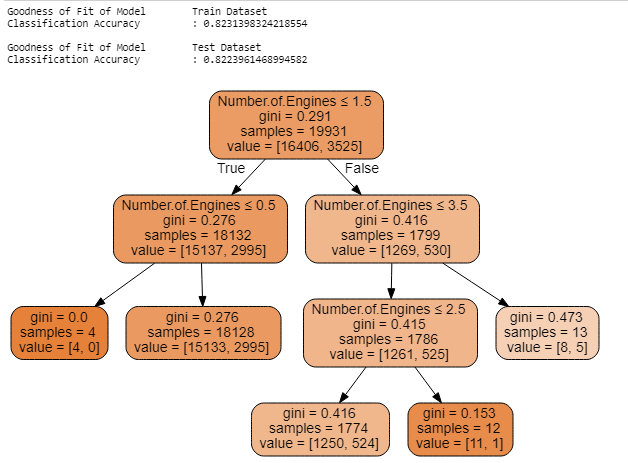 Goodness of Fit of Model Train Dataset
Classification Accuracy : 0.8231398324218554
Goodness of Fit of Model Test Dataset
Classification Accuracy : 0.8223961468994582
Number.of.Engines ≤ 1.5
gini = 0.291
samples = 19931
value = [16406, 3525]
True
False
Number.of.Engines ≤ 0.5
gini = 0.276
samples = 18132
value = [15137, 2995]
Number.of.Engines ≤ 3.5
gini = 0.416
samples = 1799
value = [1269, 530]
gini = 0.0
samples = 4
value = [4, 0]
gini = 0.276
samples = 18128
value = [15133, 2995]
Number.of.Engines ≤ 2.5
gini = 0.415
samples = 1786
value = [1261, 525]
gini = 0.473
samples = 13
value = [8, 5]
gini = 0.416
samples = 1774
value = [1250, 524]
gini = 0.153
samples = 12
value = [11, 1]